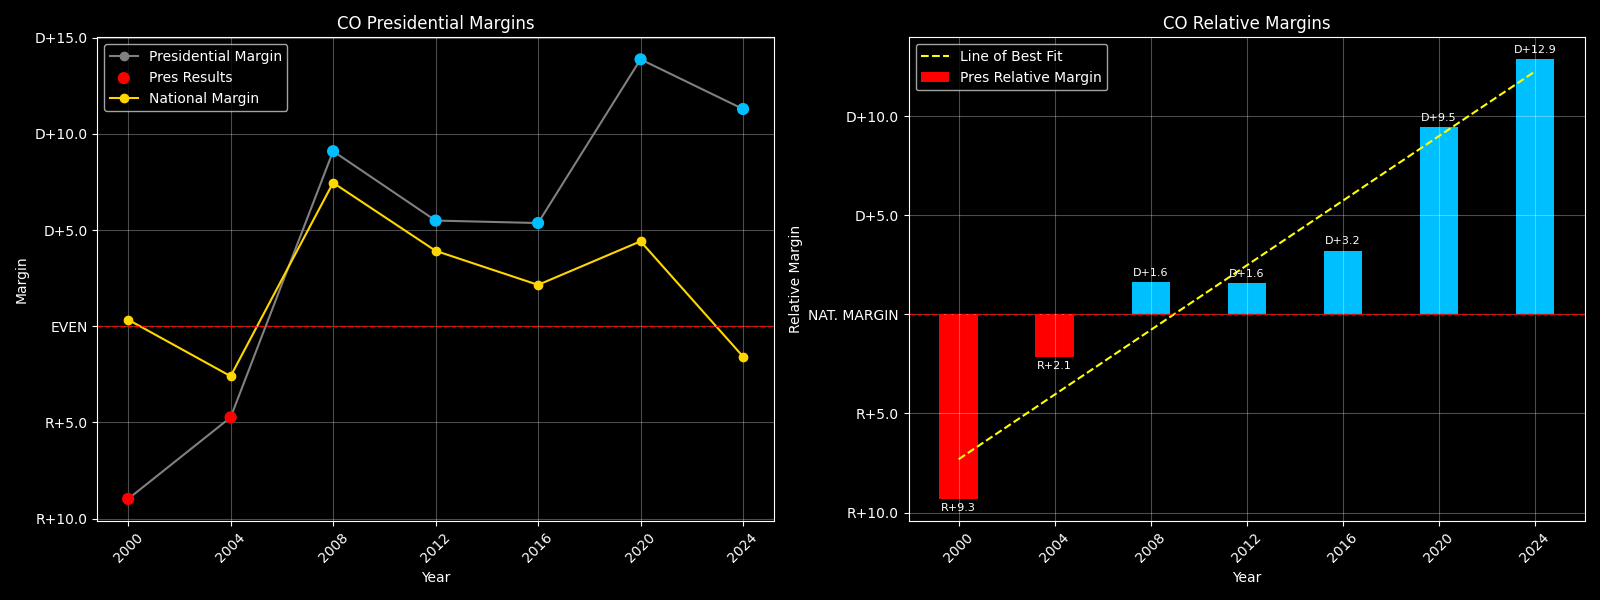 CO Presidential Margins
Presidential Margin
Pres Results
National Margin
Margin
D+15.0
D+10.0
D+5.0
EVEN
R+5.0
R+10.0
2000
2004
2008
2012
2016
2020
2024
Year
CO Relative Margins
Line of Best Fit
Pres Relative Margin
Relative Margin
D+10.0
D+5.0
NAT. MARGIN
R+5.0
R+10.0
R+9.3
R+2.1
D+1.6
D+1.6
D+3.2
D+9.5
D+12.9
2000
2004
2008
2012
2016
2020
2024
Year